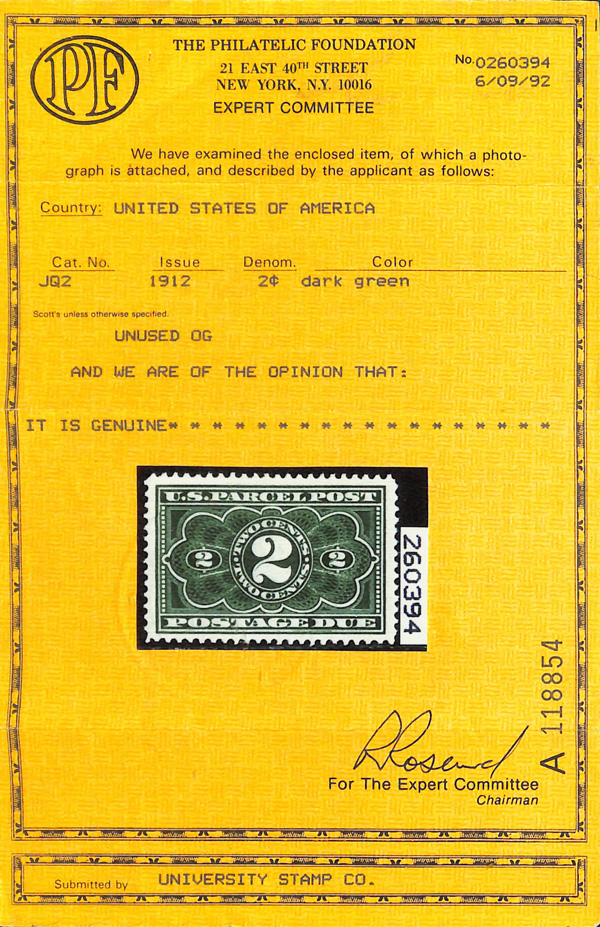 PF
THE PHILATELIC FOUNDATION
21 EAST 40TH STREET
NEW YORK, N.Y. 10016
EXPERT COMMITTEE
No. 0260394
6/09/92
We have examined the enclosed item, of which a photo-
graph is attached, and described by the applicant as follows:
Country: UNITED STATES OF AMERICA
Cat. No. Issue Denom. Color
JQ2 1912 2¢ dark green
Scott's unless otherwise specified.
UNUSED OG
AND WE ARE OF THE OPINION THAT:
IT IS GENUINE* * * * * * * * * * * * * * * * * *
U.S. PARCEL POST
TWO CENTS
2 2 2
TWO CENTS
POSTAGE DUE
260394
A 118854
For The Expert Committee
Chairman
Submitted by UNIVERSITY STAMP CO.